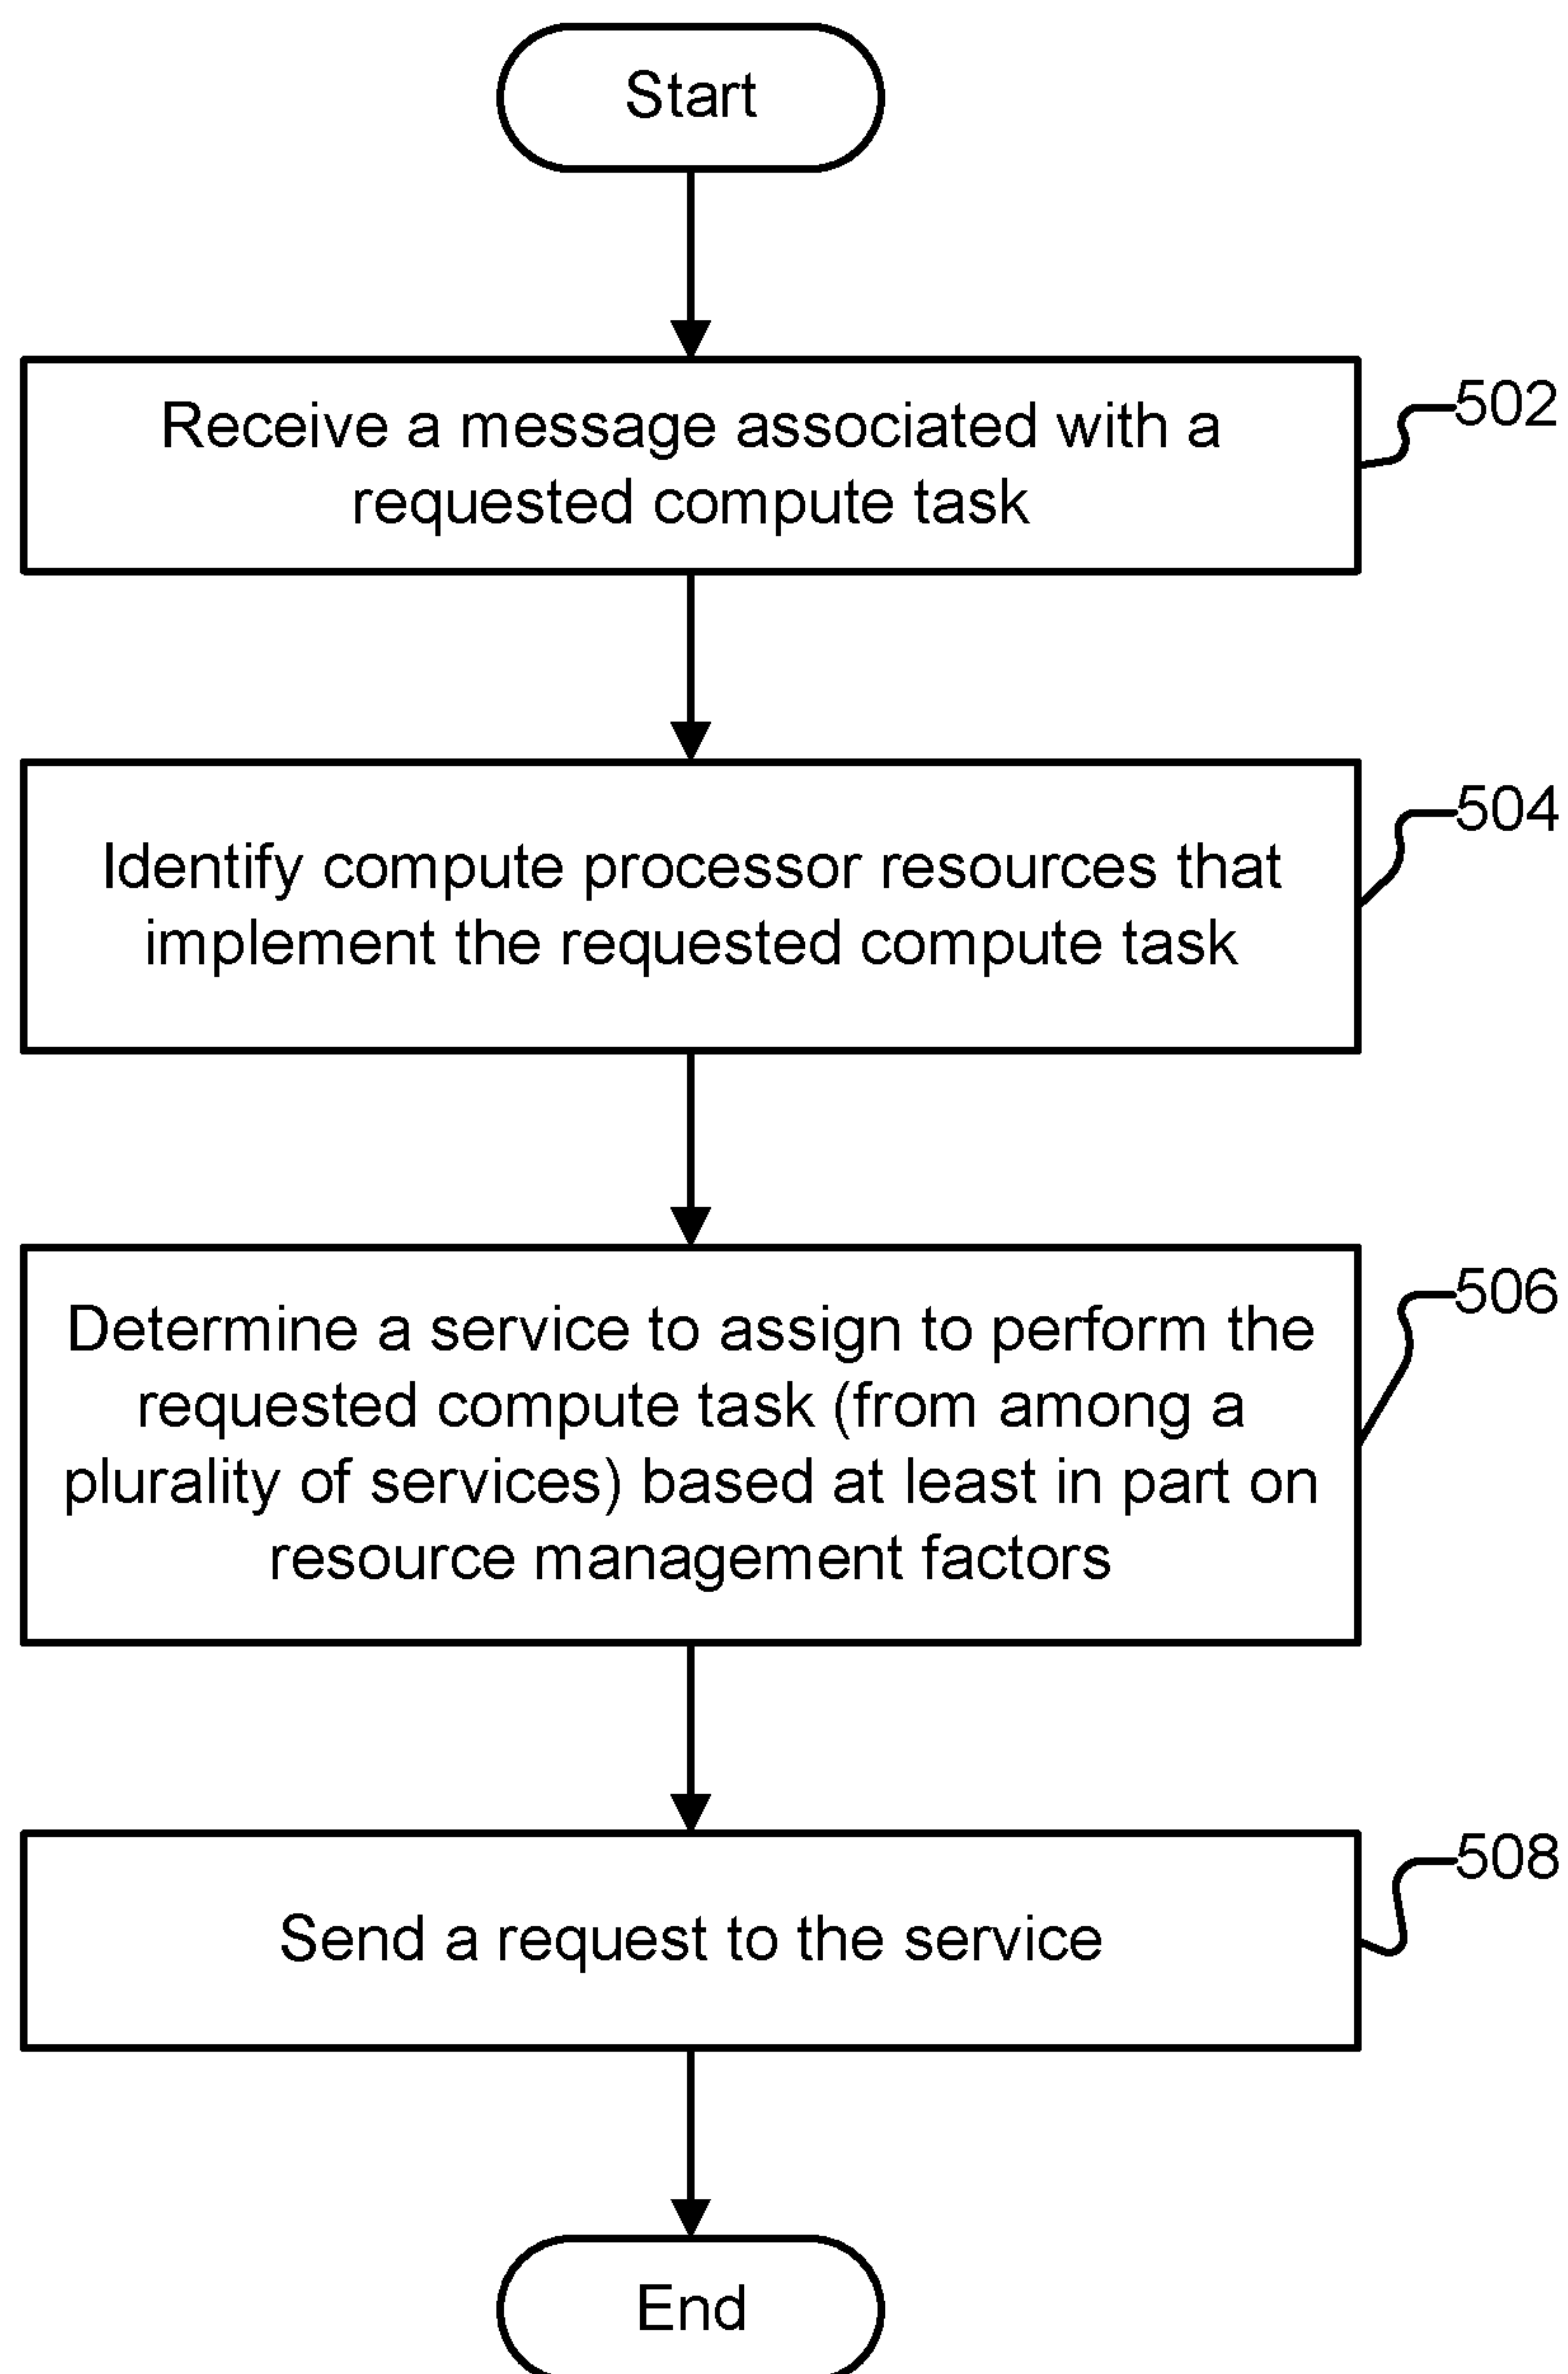 Start
Receive a message associated with a
requested compute task
502
Identify compute processor resources that
implement the requested compute task
504
Determine a service to assign to perform the
requested compute task (from among a
plurality of services) based at least in part on
resource management factors
506
Send a request to the service
508
End